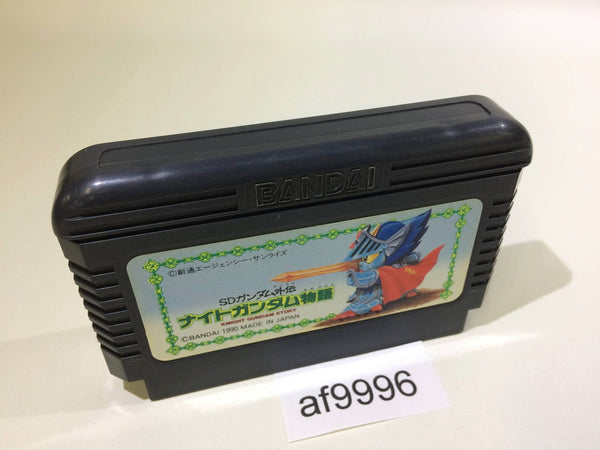 BANDAI
©創通エージェンシー・サンライズ
SDガンダム外伝
ナイトガンダム物語
KNIGHT GUNDAM STORY
©BANDAI 1990 MADE IN JAPAN
af9996